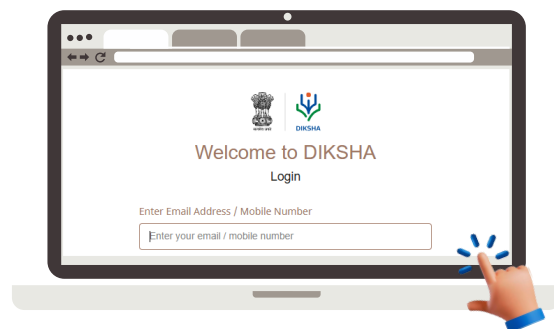 DIKSHA
Welcome to DIKSHA
Login
Enter Email Address / Mobile Number
Enter your email / mobile number